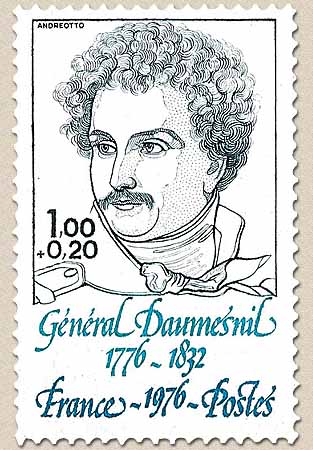 ANDREOTTO
1,00
+0,20
Général Daumesnil
1776 ~ 1832
France ~ 1976 ~ Postes